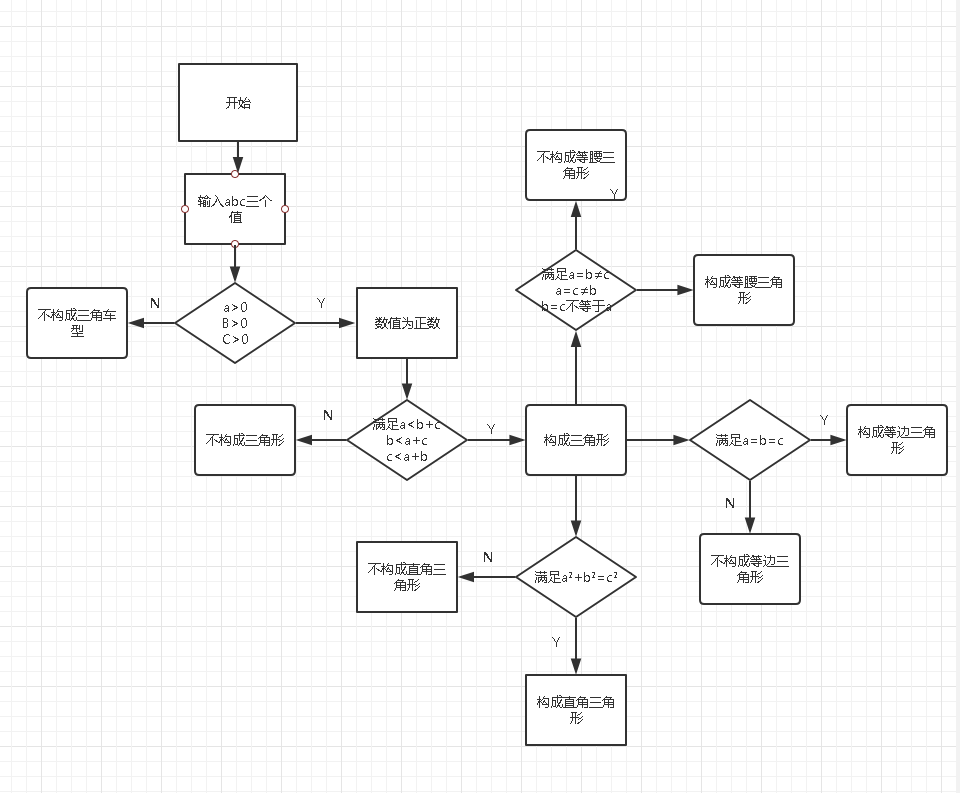 开始
输入abc三个
值
a>0
B>0
C>0
N
不构成三角车
型
Y
数值为正数
满足a<b+c
b<a+c
c<a+b
N
不构成三角形
Y
构成三角形
满足a=b≠c
a=c≠b
b=c不等于a
不构成等腰三
角形
Y
构成等腰三角
形
满足a=b=c
Y
构成等边三角
形
N
不构成等边三
角形
满足a²+b²=c²
N
不构成直角三
角形
Y
构成直角三角
形